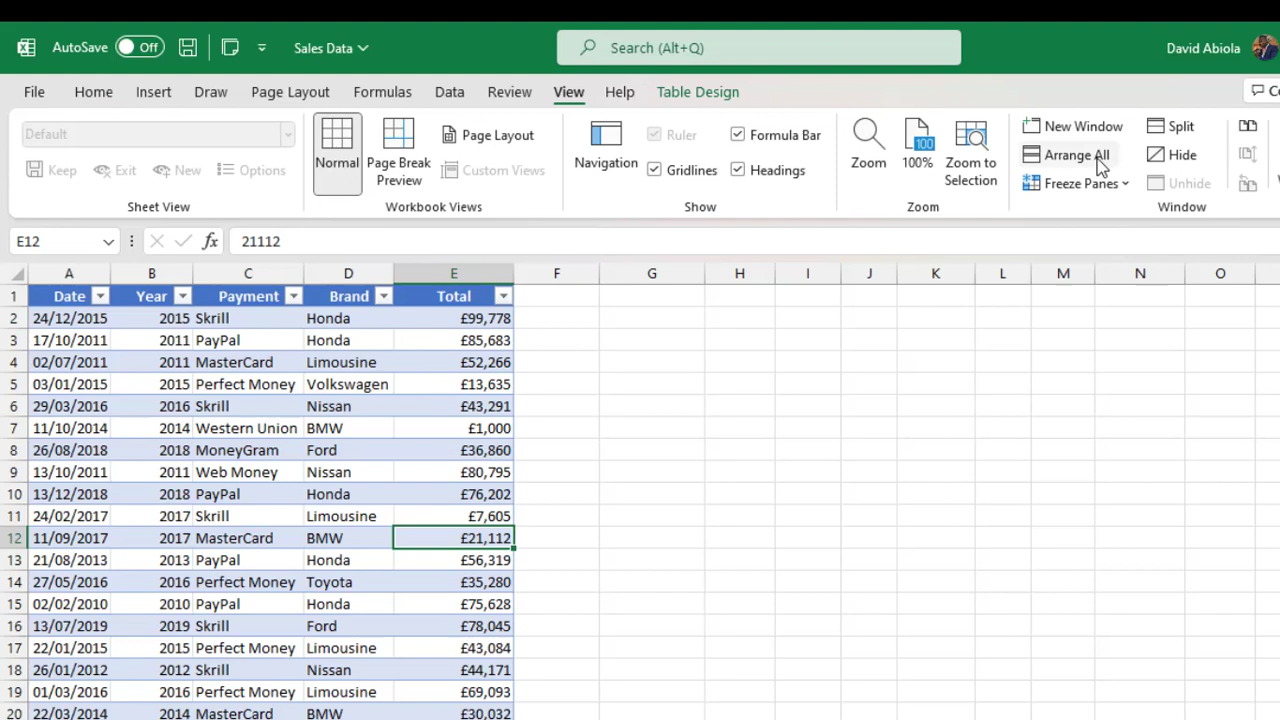 AutoSave Off Sales Data Search (Alt+Q) David Abiola
File Home Insert Draw Page Layout Formulas Data Review View Help Table Design
Default
Keep Exit New Options
Sheet View
Normal
Page Break Preview
Page Layout
Custom Views
Workbook Views
Navigation
Ruler
Formula Bar
Gridlines
Headings
Show
Zoom
100
100%
Zoom to Selection
Zoom
New Window
Arrange All
Freeze Panes
Split
Hide
Unhide
Window
E12 fx 21112
A B C D E F G H I J K L M N O
1 Date Year Payment Brand Total
2 24/12/2015 2015 Skrill Honda £99,778
3 17/10/2011 2011 PayPal Honda £85,683
4 02/07/2011 2011 MasterCard Limousine £52,266
5 03/01/2015 2015 Perfect Money Volkswagen £13,635
6 29/03/2016 2016 Skrill Nissan £43,291
7 11/10/2014 2014 Western Union BMW £1,000
8 26/08/2018 2018 MoneyGram Ford £36,860
9 13/10/2011 2011 Web Money Nissan £80,795
10 13/12/2018 2018 PayPal Honda £76,202
11 24/02/2017 2017 Skrill Limousine £7,605
12 11/09/2017 2017 MasterCard BMW £21,112
13 21/08/2013 2013 PayPal Honda £56,319
14 27/05/2016 2016 Perfect Money Toyota £35,280
15 02/02/2010 2010 PayPal Honda £75,628
16 13/07/2019 2019 Skrill Ford £78,045
17 22/01/2015 2015 Perfect Money Limousine £43,084
18 26/01/2012 2012 Skrill Nissan £44,171
19 01/03/2016 2016 Perfect Money Limousine £69,093
20 22/03/2014 2014 MasterCard BMW £30,032